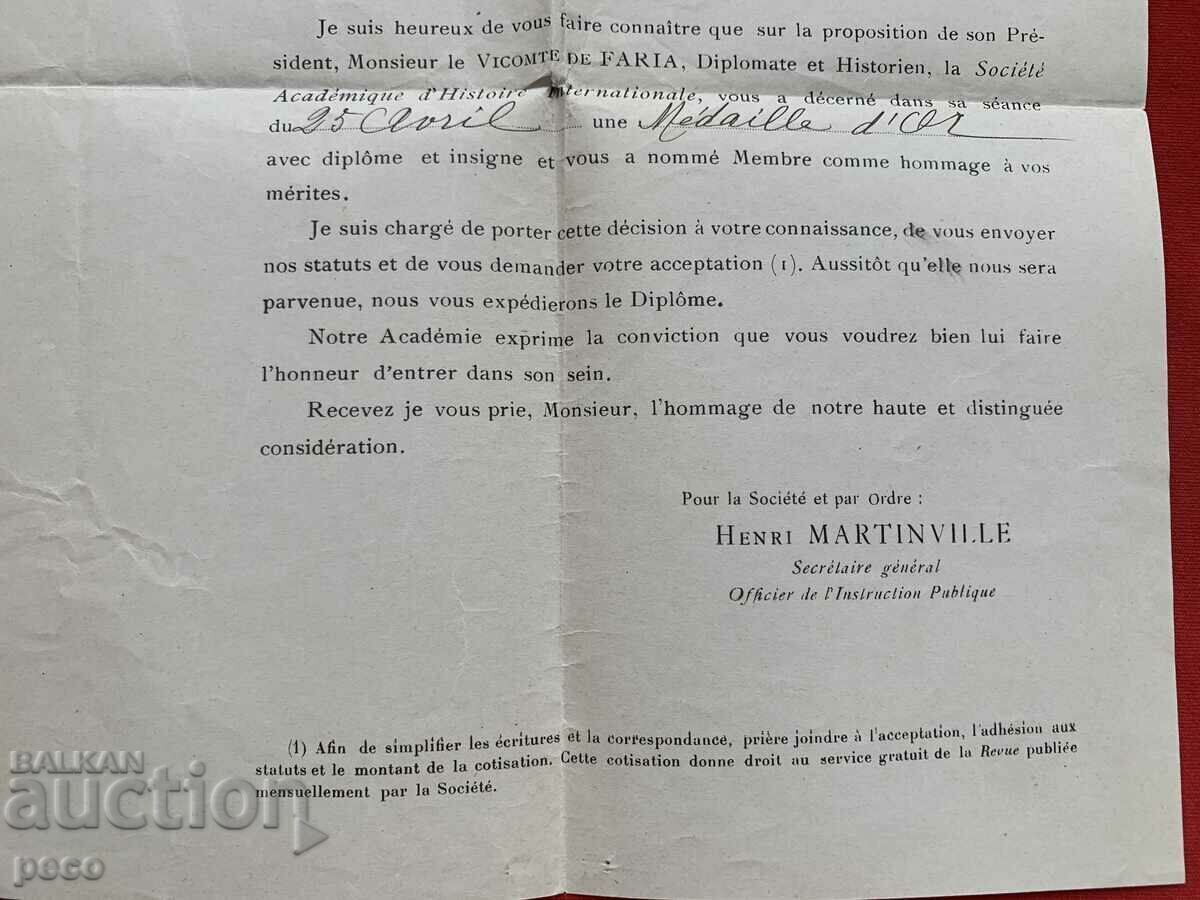 Je suis heureux de vous faire connaître que sur la proposition de son Pré-
sident, Monsieur le VICOMTE DE FARIA, Diplomate et Historien, la Société
Académique d'Histoire Internationale, vous a décerné dans sa séance
du 25 Avril une Médaille d'Or
avec diplôme et insigne et vous a nommé Membre comme hommage à vos
mérites.
Je suis chargé de porter cette décision à votre connaissance, de vous envoyer
nos statuts et de vous demander votre acceptation (1). Aussitôt qu'elle nous sera
parvenue, nous vous expédierons le Diplôme.
Notre Académie exprime la conviction que vous voudrez bien lui faire
l'honneur d'entrer dans son sein.
Recevez je vous prie, Monsieur, l'hommage de notre haute et distinguée
considération.
Pour la Société et par Ordre :
HENRI MARTINVILLE
Secrétaire général
Officier de l'Instruction Publique
(1) Afin de simplifier les écritures et la correspondance, prière joindre à l'acceptation, l'adhésion aux
statuts et le montant de la cotisation. Cette cotisation donne droit au service gratuit de la Revue publiée
mensuellement par la Société.
BALKAN
auction
peco